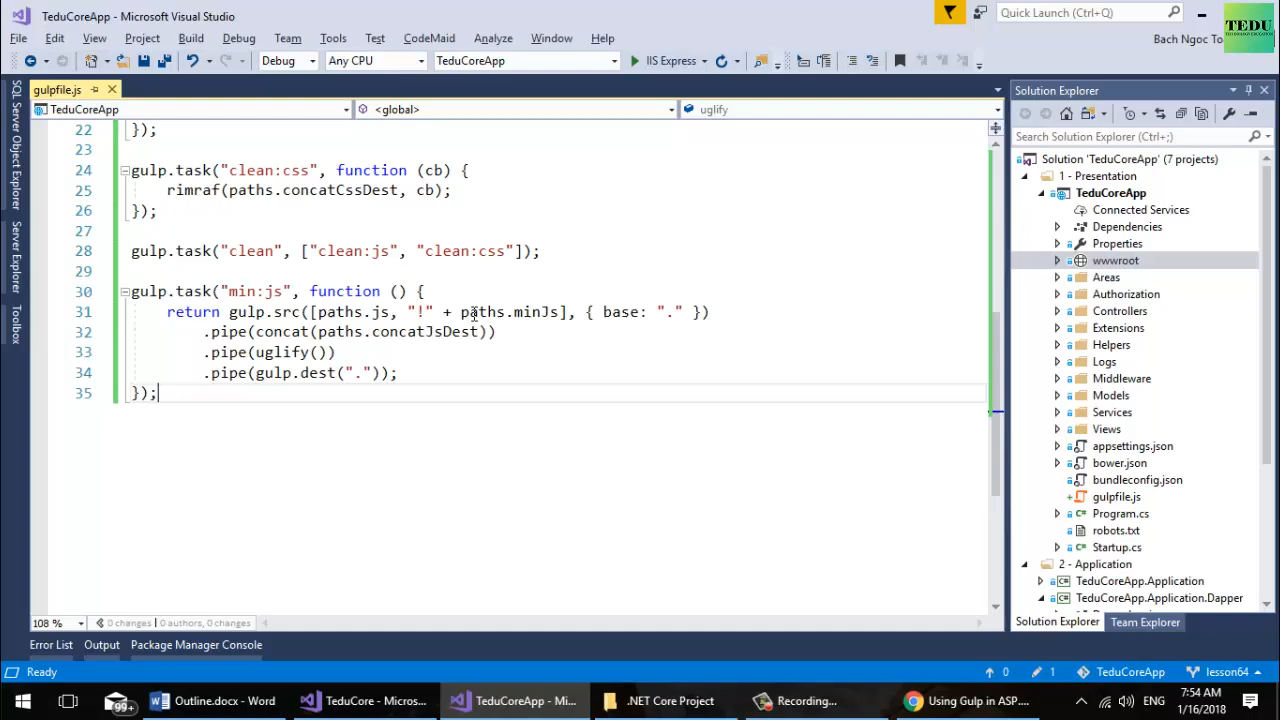 TeduCoreApp - Microsoft Visual Studio
Quick Launch (Ctrl+Q)
TEDU
File Edit View Project Build Debug Team Tools Test CodeMaid Analyze Window Help
Bach Ngoc To
Debug Any CPU TeduCoreApp IIS Express
SQL Server Object Explorer
Server Explorer
Toolbox
gulpfile.js
TeduCoreApp <global> uglify
22 });
23
24 gulp.task("clean:css", function (cb) {
25 rimraf(paths.concatCssDest, cb);
26 });
27
28 gulp.task("clean", ["clean:js", "clean:css"]);
29
30 gulp.task("min:js", function () {
31 return gulp.src([paths.js, "!" + paths.minJs], { base: "." })
32 .pipe(concat(paths.concatJsDest))
33 .pipe(uglify())
34 .pipe(gulp.dest("."));
35 });
108 % 0 changes | 0 authors, 0 changes
Solution Explorer
Search Solution Explorer (Ctrl+;)
Solution 'TeduCoreApp' (7 projects)
1 - Presentation
TeduCoreApp
Connected Services
Dependencies
Properties
wwwroot
Areas
Authorization
Controllers
Extensions
Helpers
Logs
Middleware
Models
Services
Views
appsettings.json
bower.json
bundleconfig.json
gulpfile.js
Program.cs
robots.txt
Startup.cs
2 - Application
TeduCoreApp.Application
TeduCoreApp.Application.Dapper
Solution Explorer Team Explorer
Error List Output Package Manager Console
Ready 0 1 TeduCoreApp lesson64
99+ Outline.docx - Word TeduCore - Micros... TeduCoreApp - Mi... .NET Core Project Recording... Using Gulp in ASP.... ENG
7:54 AM
1/16/2018